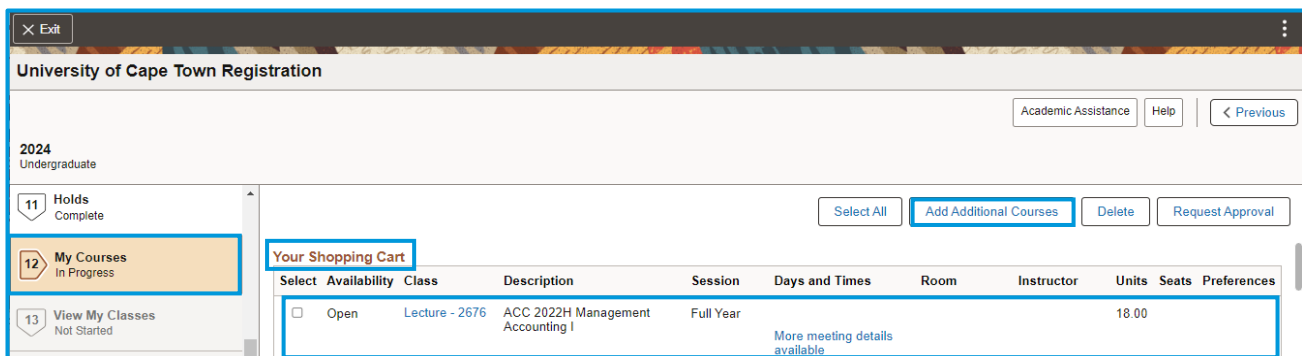 Exit
University of Cape Town Registration
Academic Assistance Help Previous
2024
Undergraduate
11 Holds
Complete
Select All Add Additional Courses Delete Request Approval
12 My Courses
In Progress
Your Shopping Cart
Select Availability Class Description Session Days and Times Room Instructor Units Seats Preferences
Open Lecture - 2676 ACC 2022H Management Full Year 18.00
Accounting I
More meeting details
available
13 View My Classes
Not Started